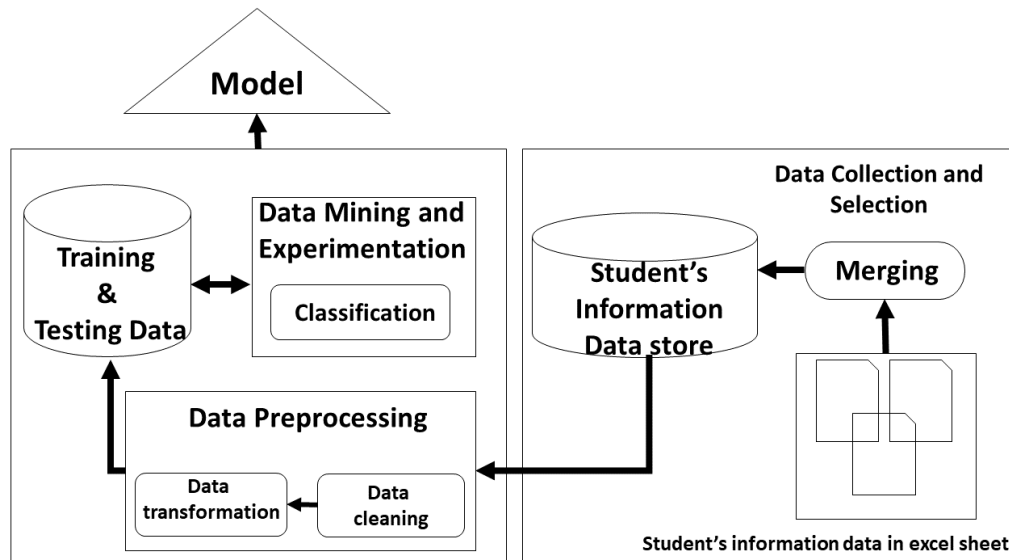 Model
Training
&
Testing Data
Data Mining and
Experimentation
Classification
Data Preprocessing
Data
transformation
Data
cleaning
Data Collection and
Selection
Student's
Information
Data store
Merging
Student's information data in excel sheet